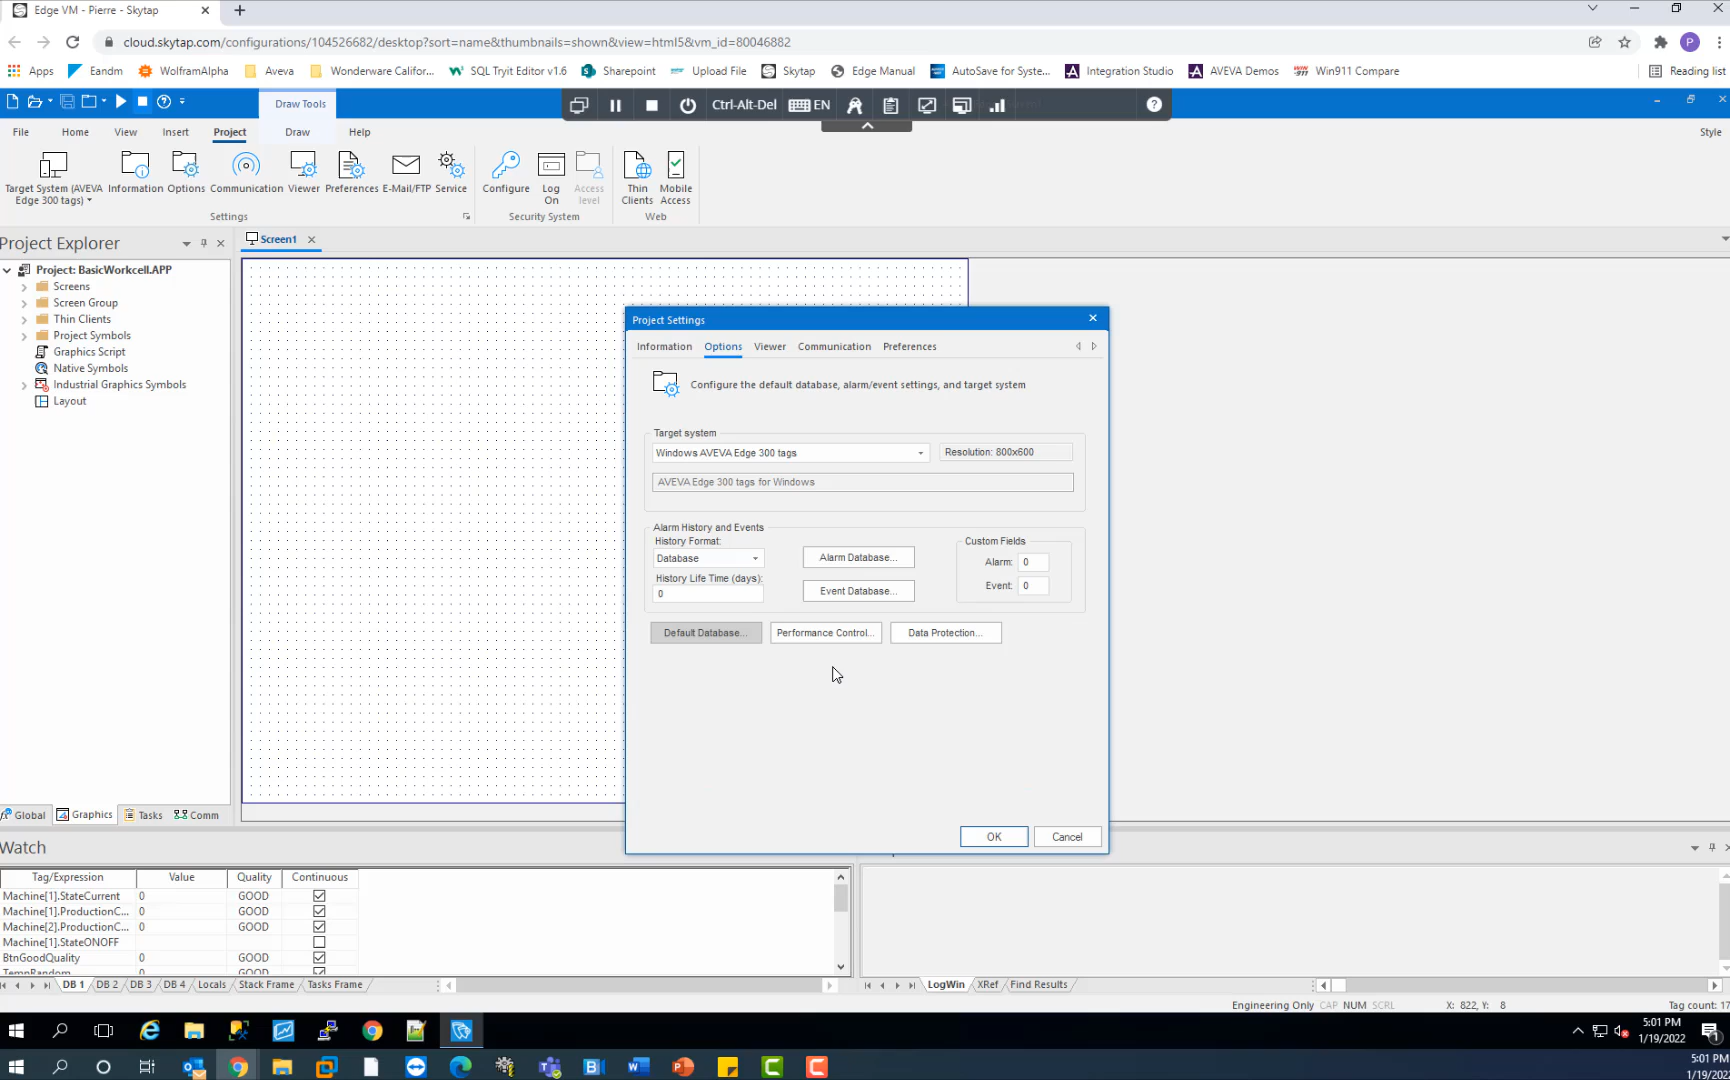 Edge VM - Pierre - Skytap
cloud.skytap.com/configurations/104526682/desktop?sort=name&thumbnails=shown&view=html5&vm_id=80046882
P
Apps Eandm WolframAlpha Aveva Wonderware Califor... SQL Tryit Editor v1.6 Sharepoint Upload File Skytap Edge Manual AutoSave for Syste... Integration Studio AVEVA Demos Win911 Compare Reading list
Draw Tools
Ctrl-Alt-Del EN
File Home View Insert Project Draw Help Style
Target System (AVEVA Edge 300 tags) Information Options Communication Viewer Preferences E-Mail/FTP Service Configure Log On Access level Thin Clients Mobile Access
Settings Security System Web
Project Explorer
Screen1
Project: BasicWorkcell.APP
Screens
Screen Group
Thin Clients
Project Symbols
Graphics Script
Native Symbols
Industrial Graphics Symbols
Layout
Project Settings
Information Options Viewer Communication Preferences
Configure the default database, alarm/event settings, and target system
Target system
Windows AVEVA Edge 300 tags
Resolution: 800x600
AVEVA Edge 300 tags for Windows
Alarm History and Events
History Format:
Database
Alarm Database...
Custom Fields
Alarm: 0
History Life Time (days):
0
Event Database...
Event: 0
Default Database... Performance Control... Data Protection...
OK Cancel
Global Graphics Tasks Comm
Watch
Tag/Expression Value Quality Continuous
Machine[1].StateCurrent 0 GOOD
Machine[1].ProductionC... 0 GOOD
Machine[2].ProductionC... 0 GOOD
Machine[1].StateONOFF
BtnGoodQuality 0 GOOD
TempRandom 0 GOOD
DB 1 DB 2 DB 3 DB 4 Locals Stack Frame Tasks Frame
LogWin XRef Find Results
Engineering Only CAP NUM SCRL X: 822, Y: 8 Tag count: 17
5:01 PM
1/19/2022
1
5:01 PM
1/19/202